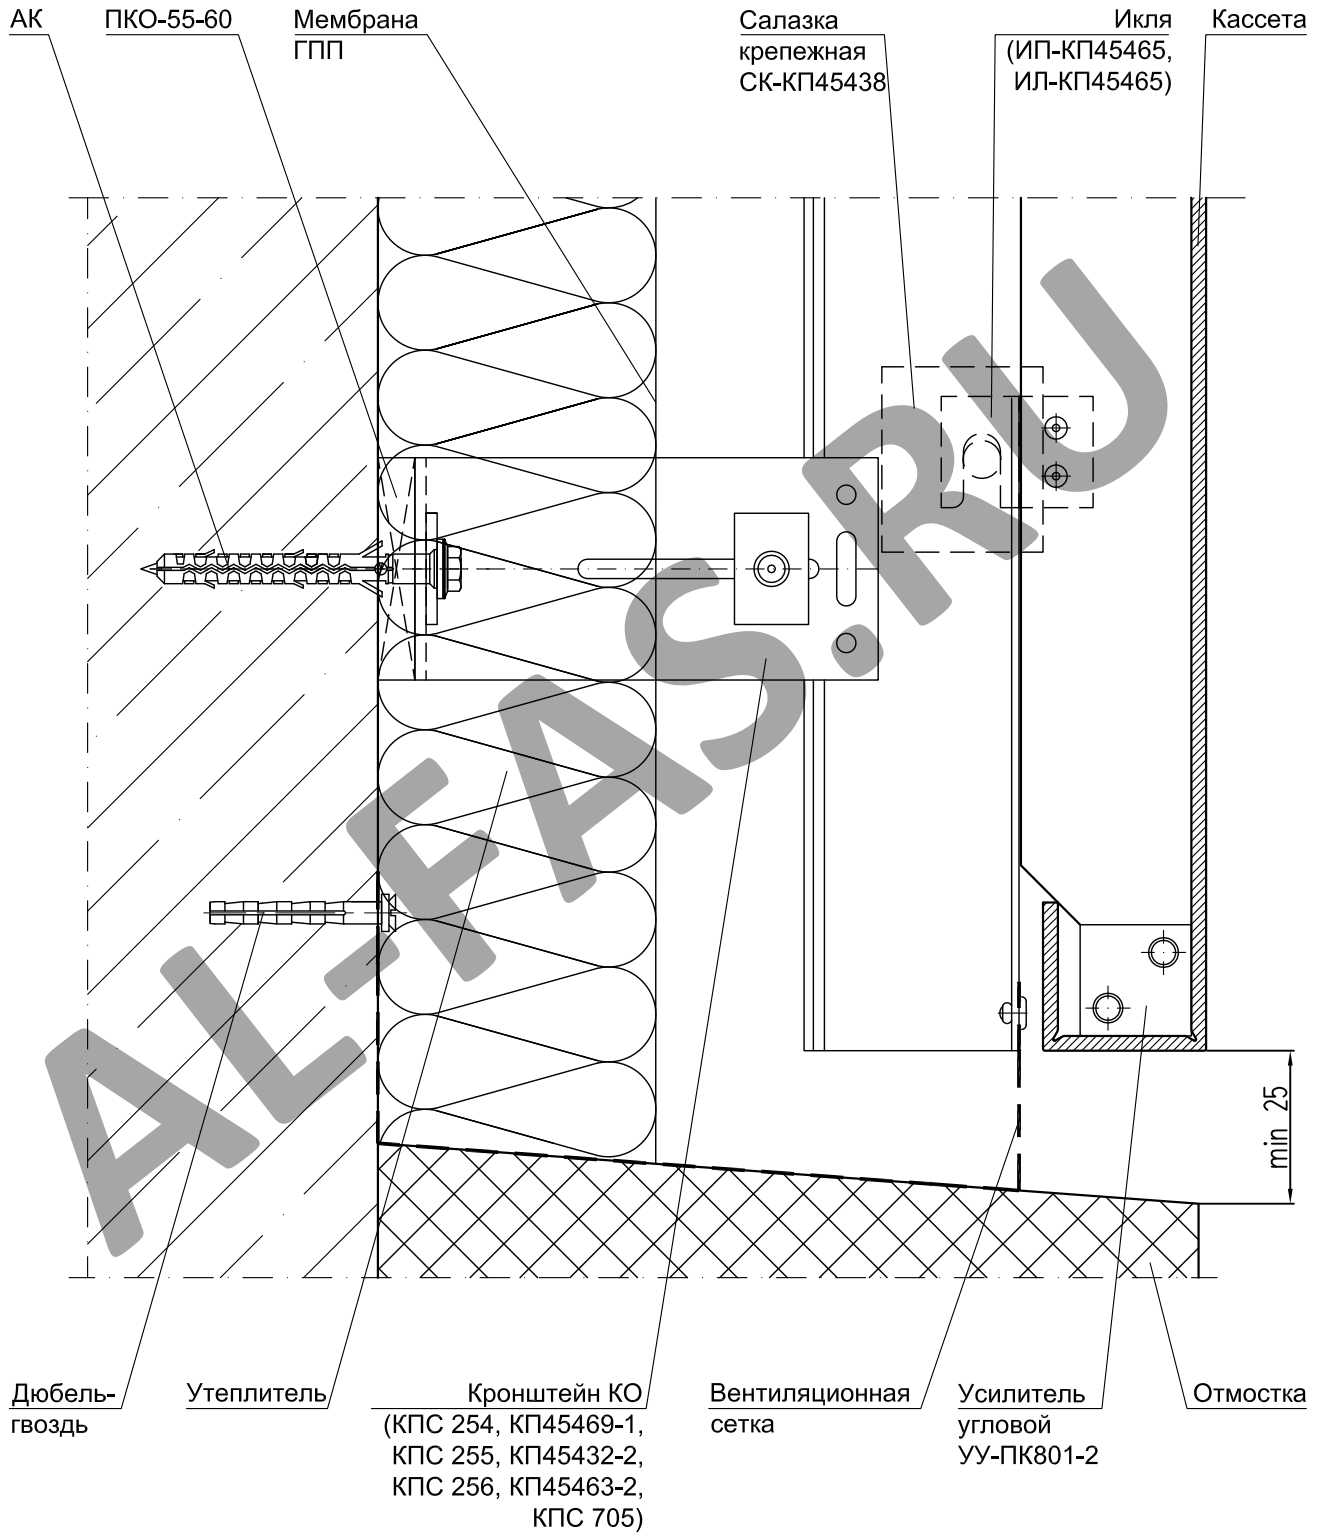 АК
ПКО-55-60
Мембрана
ГПП
Салазка
крепежная
СК-КП45438
Икля
(ИП-КП45465,
ИЛ-КП45465)
Кассета
AL-FAS.RU
min 25
Дюбель-
гвоздь
Утеплитель
Кронштейн КО
(КПС 254, КП45469-1,
КПС 255, КП45432-2,
КПС 256, КП45463-2,
КПС 705)
Вентиляционная
сетка
Усилитель
угловой
УУ-ПК801-2
Отмостка